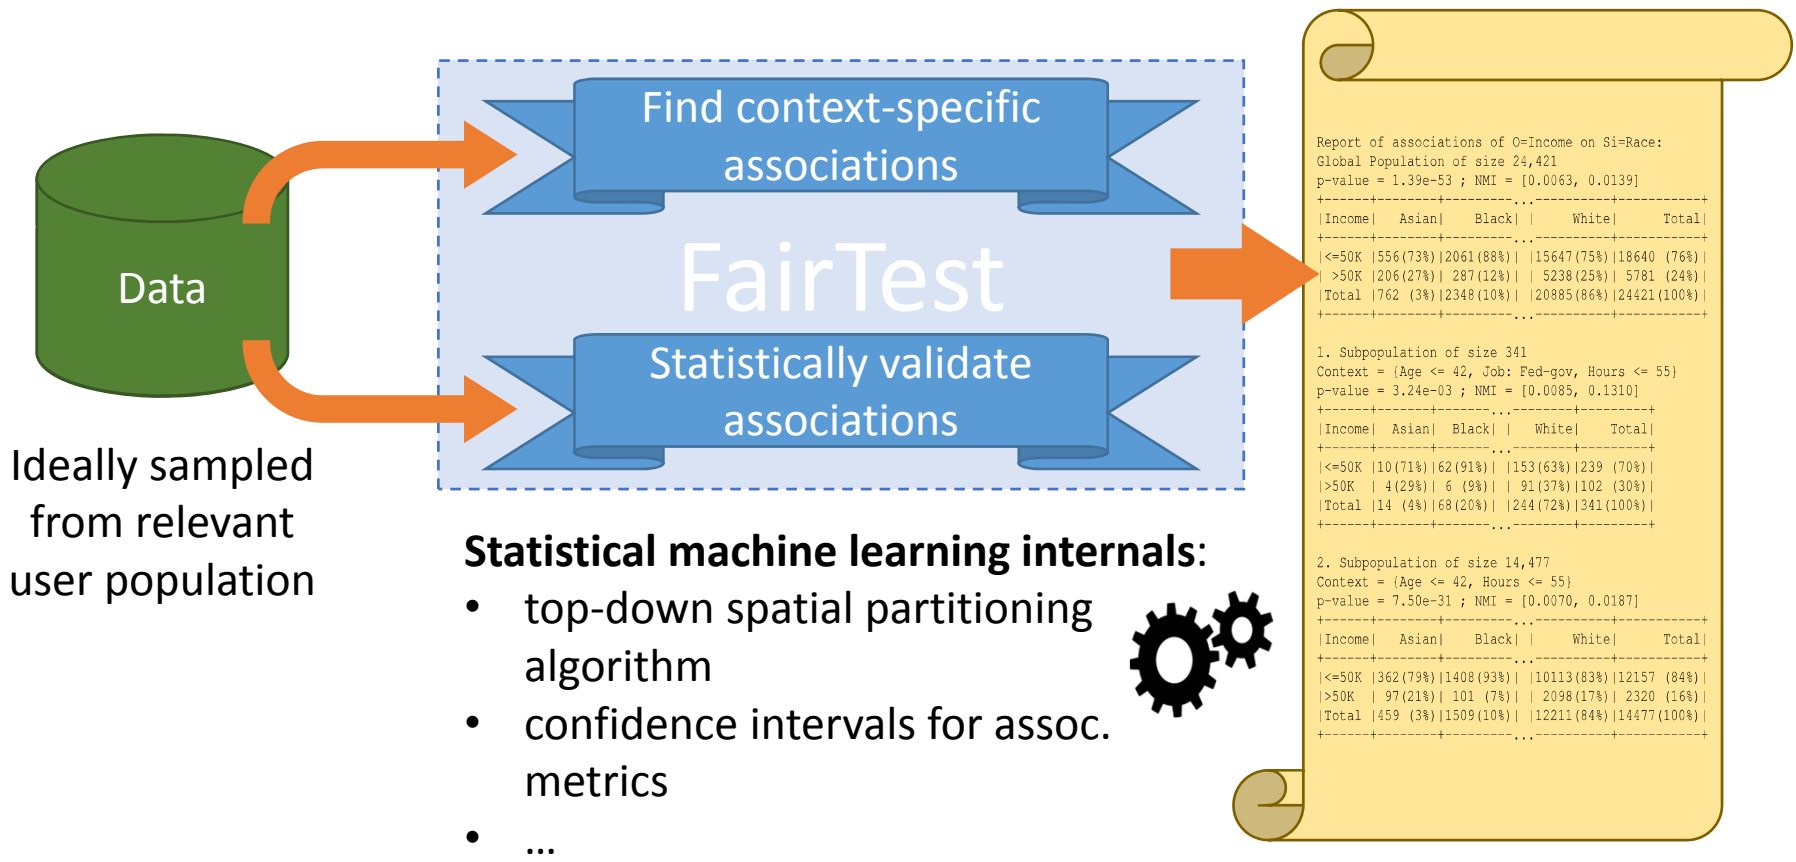 Data
Ideally sampled
from relevant
user population
Find context-specific
associations
FairTest
Statistically validate
associations
Statistical machine learning internals:
• top-down spatial partitioning
algorithm
• confidence intervals for assoc.
metrics
• ...
Report of associations of O=Income on Si=Race:
Global Population of size 24,421
p-value = 1.39e-53 ; NMI = [0.0063, 0.0139]
+------+--------+---------...----------+-----------+
|Income|   Asian|    Black| |     White|      Total|
+------+--------+---------...----------+-----------+
|<=50K |556(73%)|2061(88%)| |15647(75%)|18640 (76%)|
| >50K |206(27%)| 287(12%)| | 5238(25%)| 5781 (24%)|
|Total |762 (3%)|2348(10%)| |20885(86%)|24421(100%)|
+------+--------+---------...----------+-----------+
1. Subpopulation of size 341
Context = {Age <= 42, Job: Fed-gov, Hours <= 55}
p-value = 3.24e-03 ; NMI = [0.0085, 0.1310]
+------+-------+-------...--------+---------+
|Income|  Asian|  Black| |   White|    Total|
+------+-------+-------...--------+---------+
|<=50K |10(71%)|62(91%)| |153(63%)|239 (70%)|
|>50K  | 4(29%)| 6 (9%)| | 91(37%)|102 (30%)|
|Total |14 (4%)|68(20%)| |244(72%)|341(100%)|
+------+-------+-------...--------+---------+
2. Subpopulation of size 14,477
Context = {Age <= 42, Hours <= 55}
p-value = 7.50e-31 ; NMI = [0.0070, 0.0187]
+------+--------+---------...----------+-----------+
|Income|   Asian|    Black| |     White|      Total|
+------+--------+---------...----------+-----------+
|<=50K |362(79%)|1408(93%)| |10113(83%)|12157 (84%)|
|>50K  | 97(21%)| 101 (7%)| | 2098(17%)| 2320 (16%)|
|Total |459 (3%)|1509(10%)| |12211(84%)|14477(100%)|
+------+--------+---------...----------+-----------+